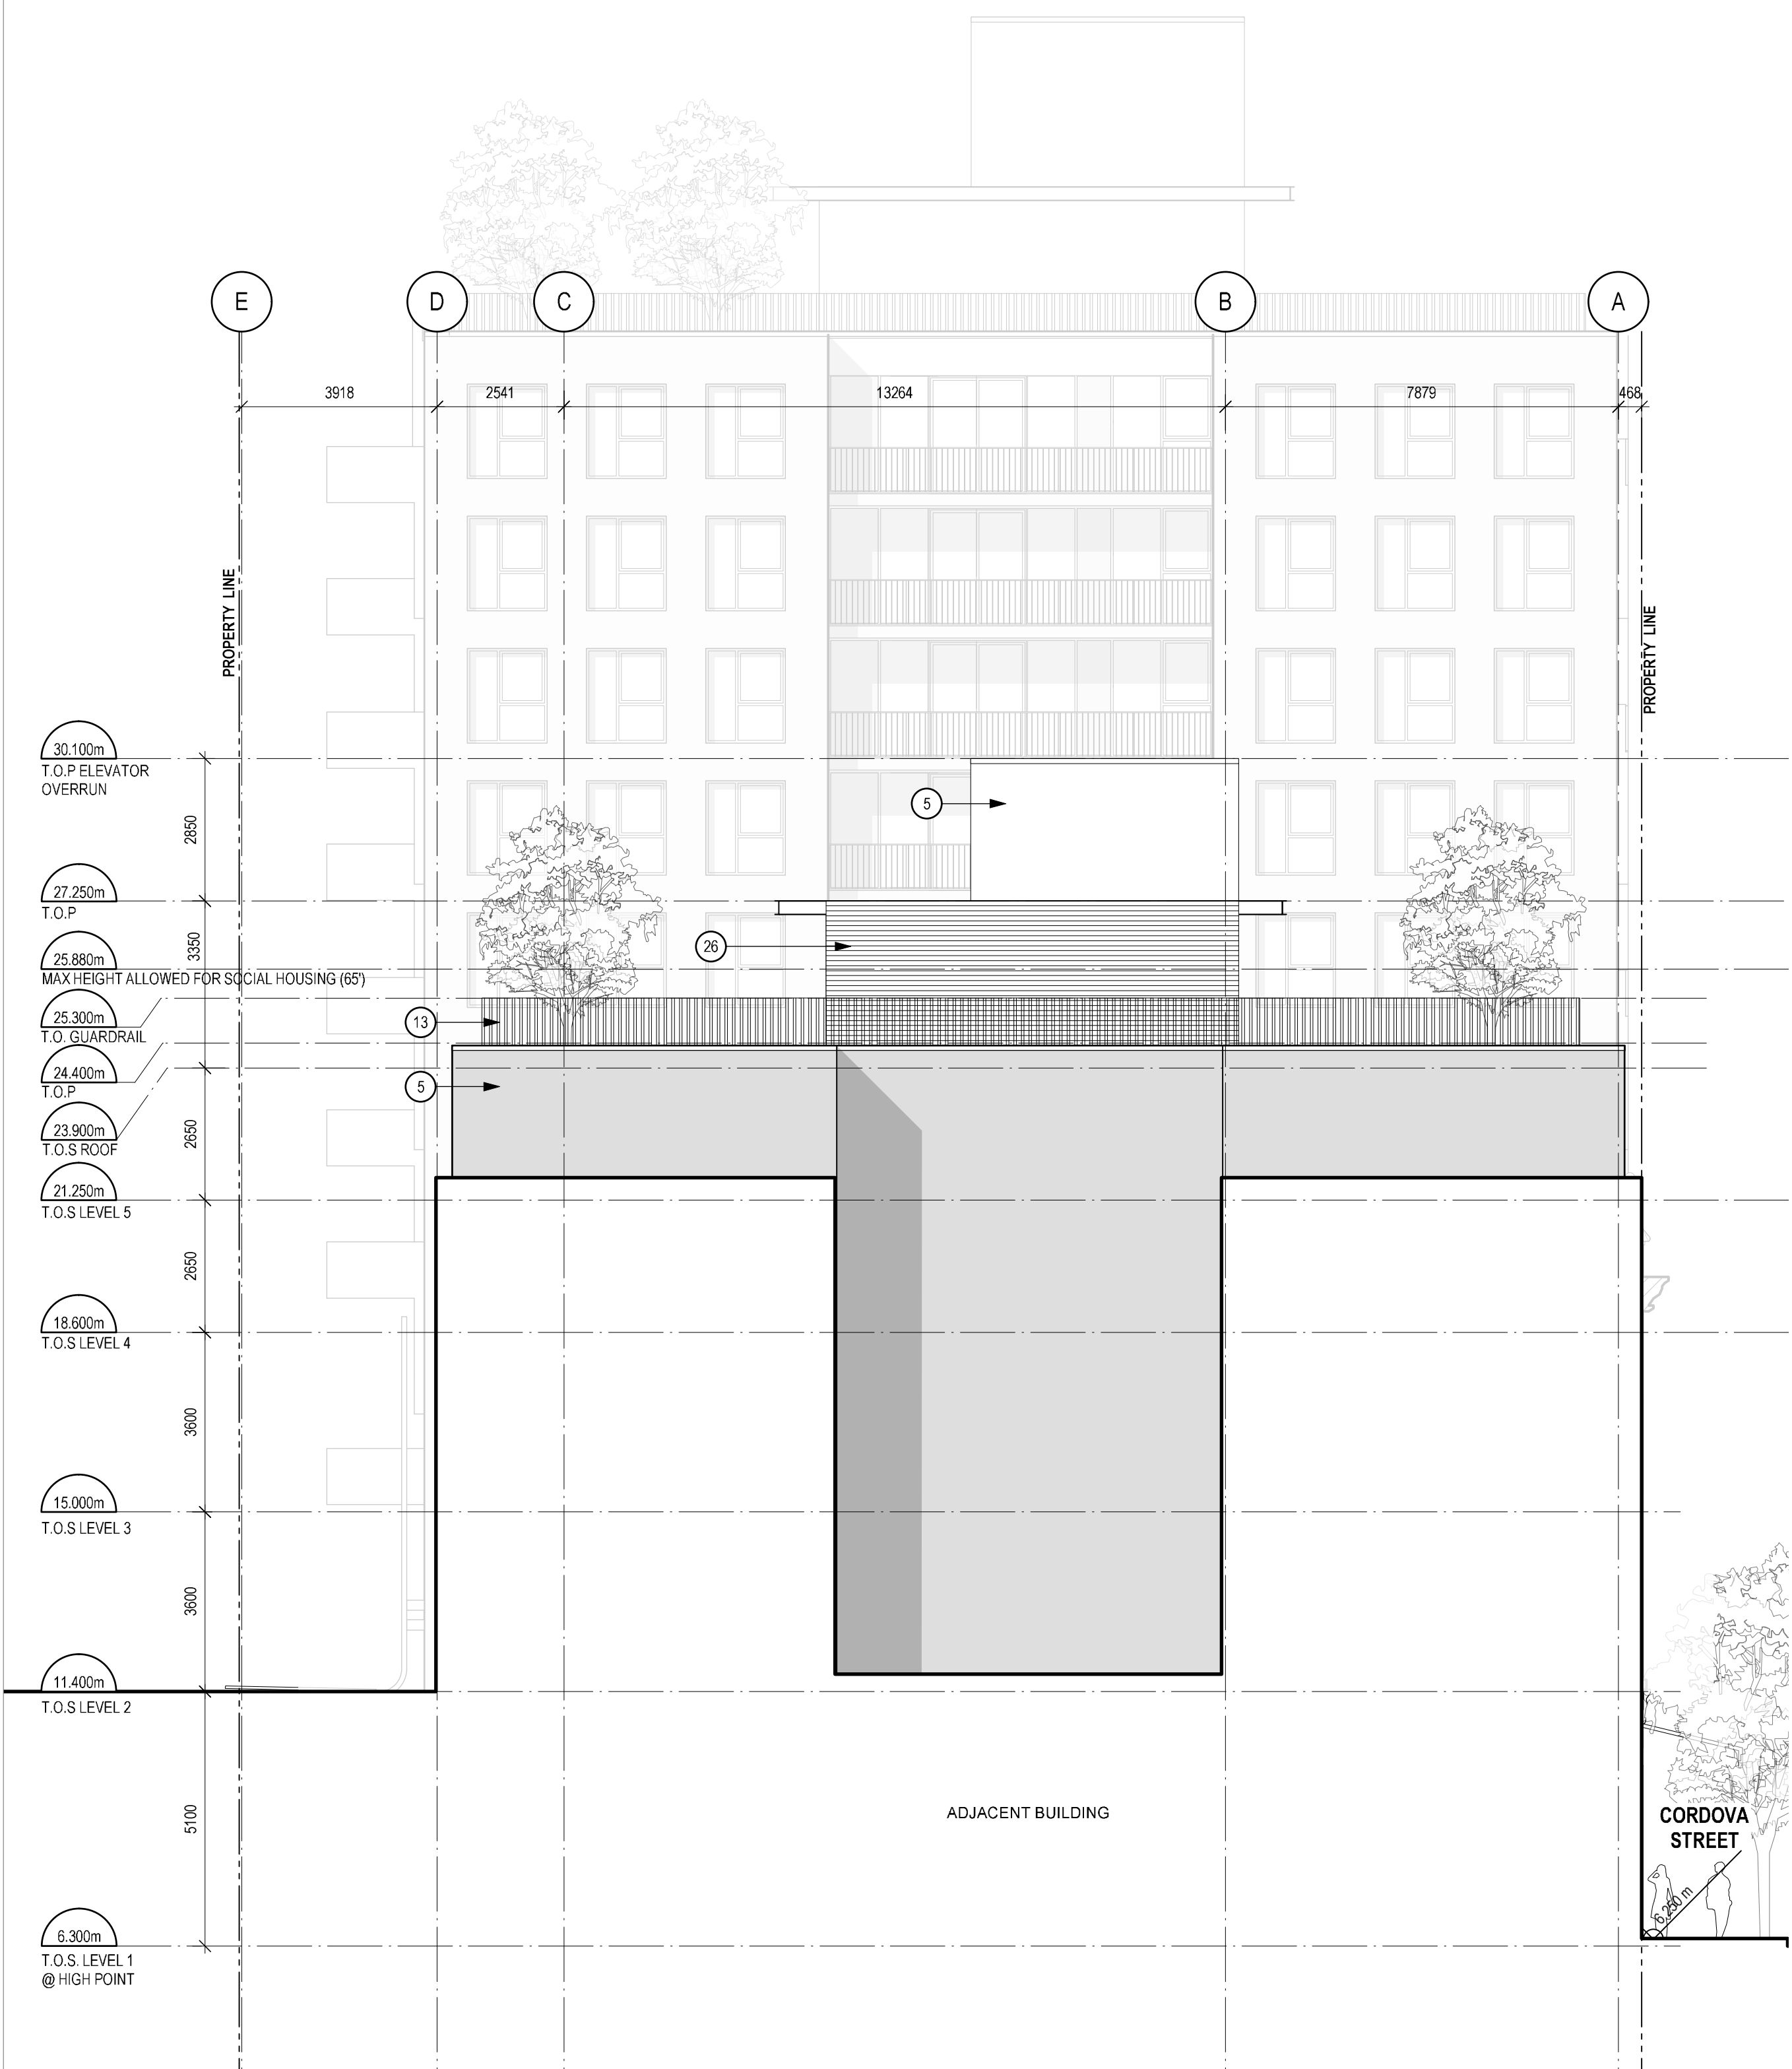 E
D
C
B
A
3918
2541
13264
7879
468
PROPERTY LINE
PROPERTY LINE
30.100m
T.O.P ELEVATOR
OVERRUN
5
2850
27.250m
T.O.P
26
3350
25.880m
MAX HEIGHT ALLOWED FOR SOCIAL HOUSING (65')
25.300m
T.O. GUARDRAIL
13
24.400m
T.O.P
5
23.900m
T.O.S ROOF
2650
21.250m
T.O.S LEVEL 5
2650
18.600m
T.O.S LEVEL 4
3600
15.000m
T.O.S LEVEL 3
3600
11.400m
T.O.S LEVEL 2
5100
ADJACENT BUILDING
CORDOVA
STREET
6.250 m
6.300m
T.O.S. LEVEL 1
@ HIGH POINT